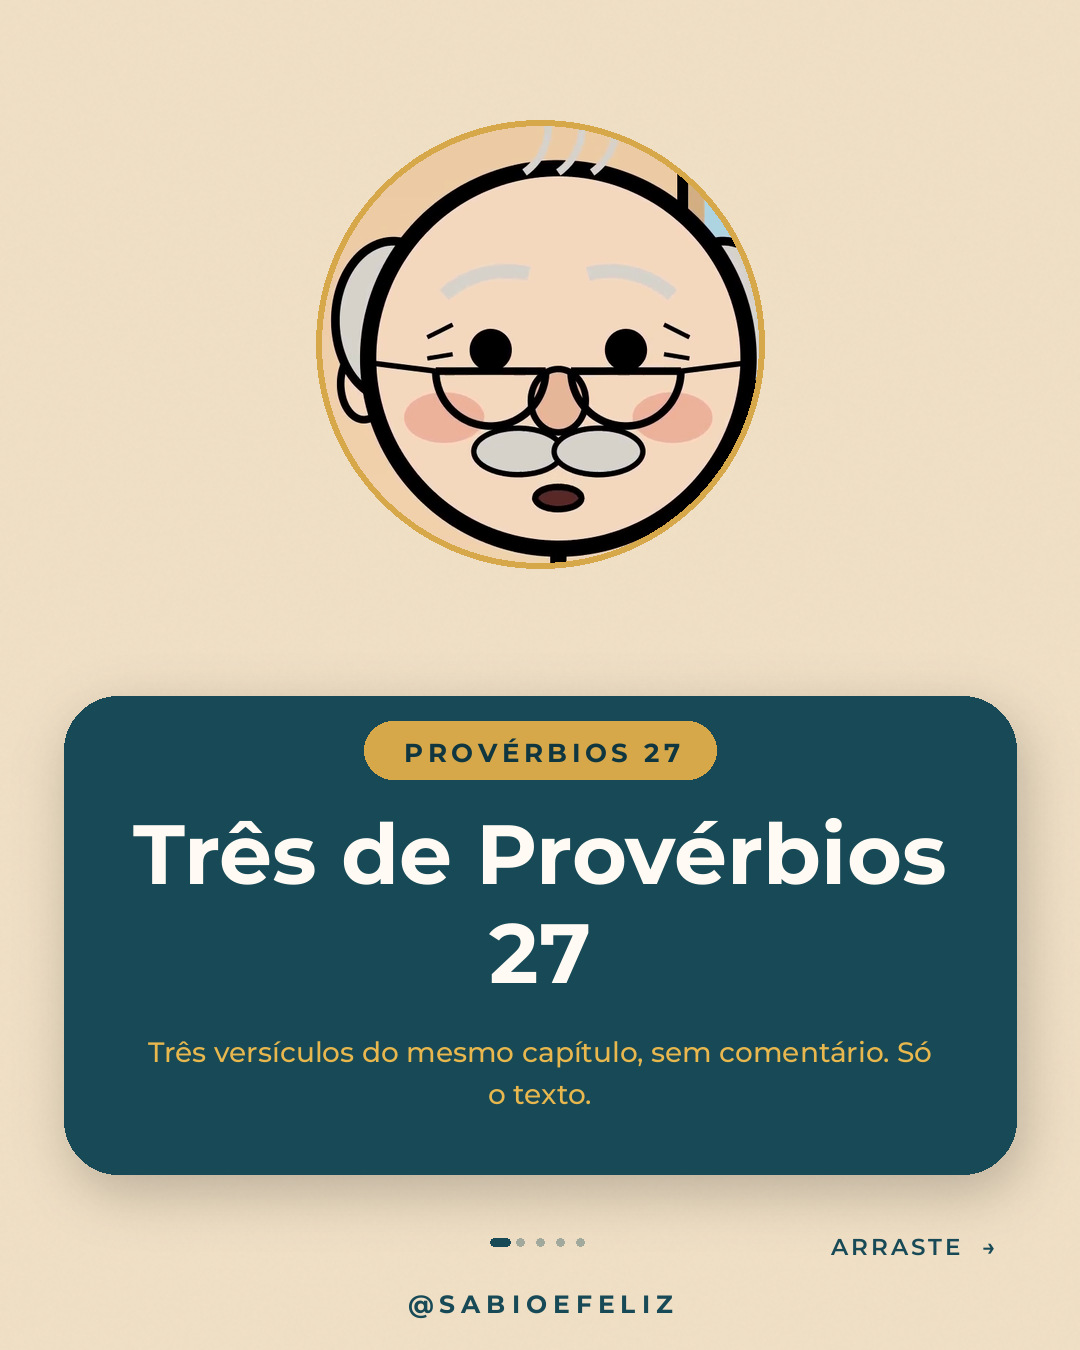 PROVÉRBIOS 27
Três de Provérbios
27
Três versículos do mesmo capítulo, sem comentário. Só
o texto.
ARRASTE →
@SABIOEFELIZ